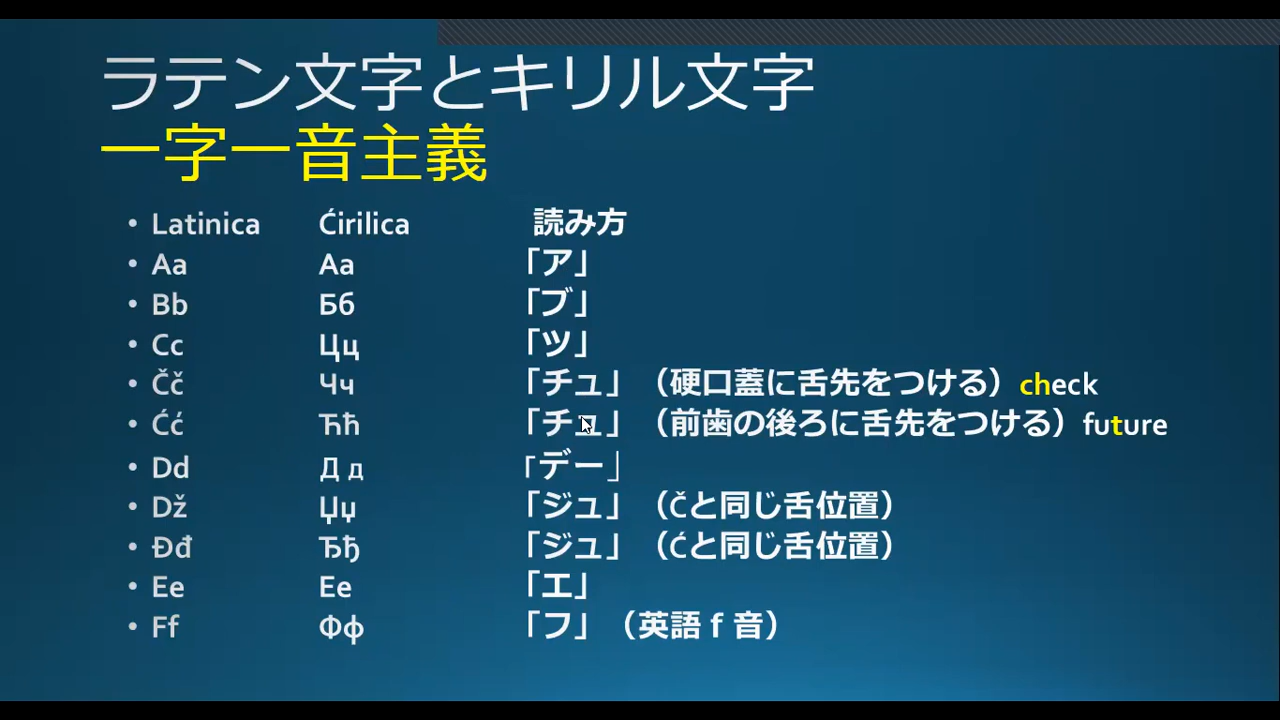 ラテン文字とキリル文字
一字一音主義
• Latinica Ćirilica 読み方
• Aa Аа 「ア」
• Bb Бб 「ブ」
• Cc Цц 「ツ」
• Čč Чч 「チュ」（硬口蓋に舌先をつける）check
• Ćć Ћћ 「チュ」（前歯の後ろに舌先をつける）future
• Dd Д д 「デー」
• Dž Џџ 「ジュ」（Čと同じ舌位置）
• Đđ Ђђ 「ジュ」（Ćと同じ舌位置）
• Ee Ее 「エ」
• Ff Фф 「フ」（英語 f 音）